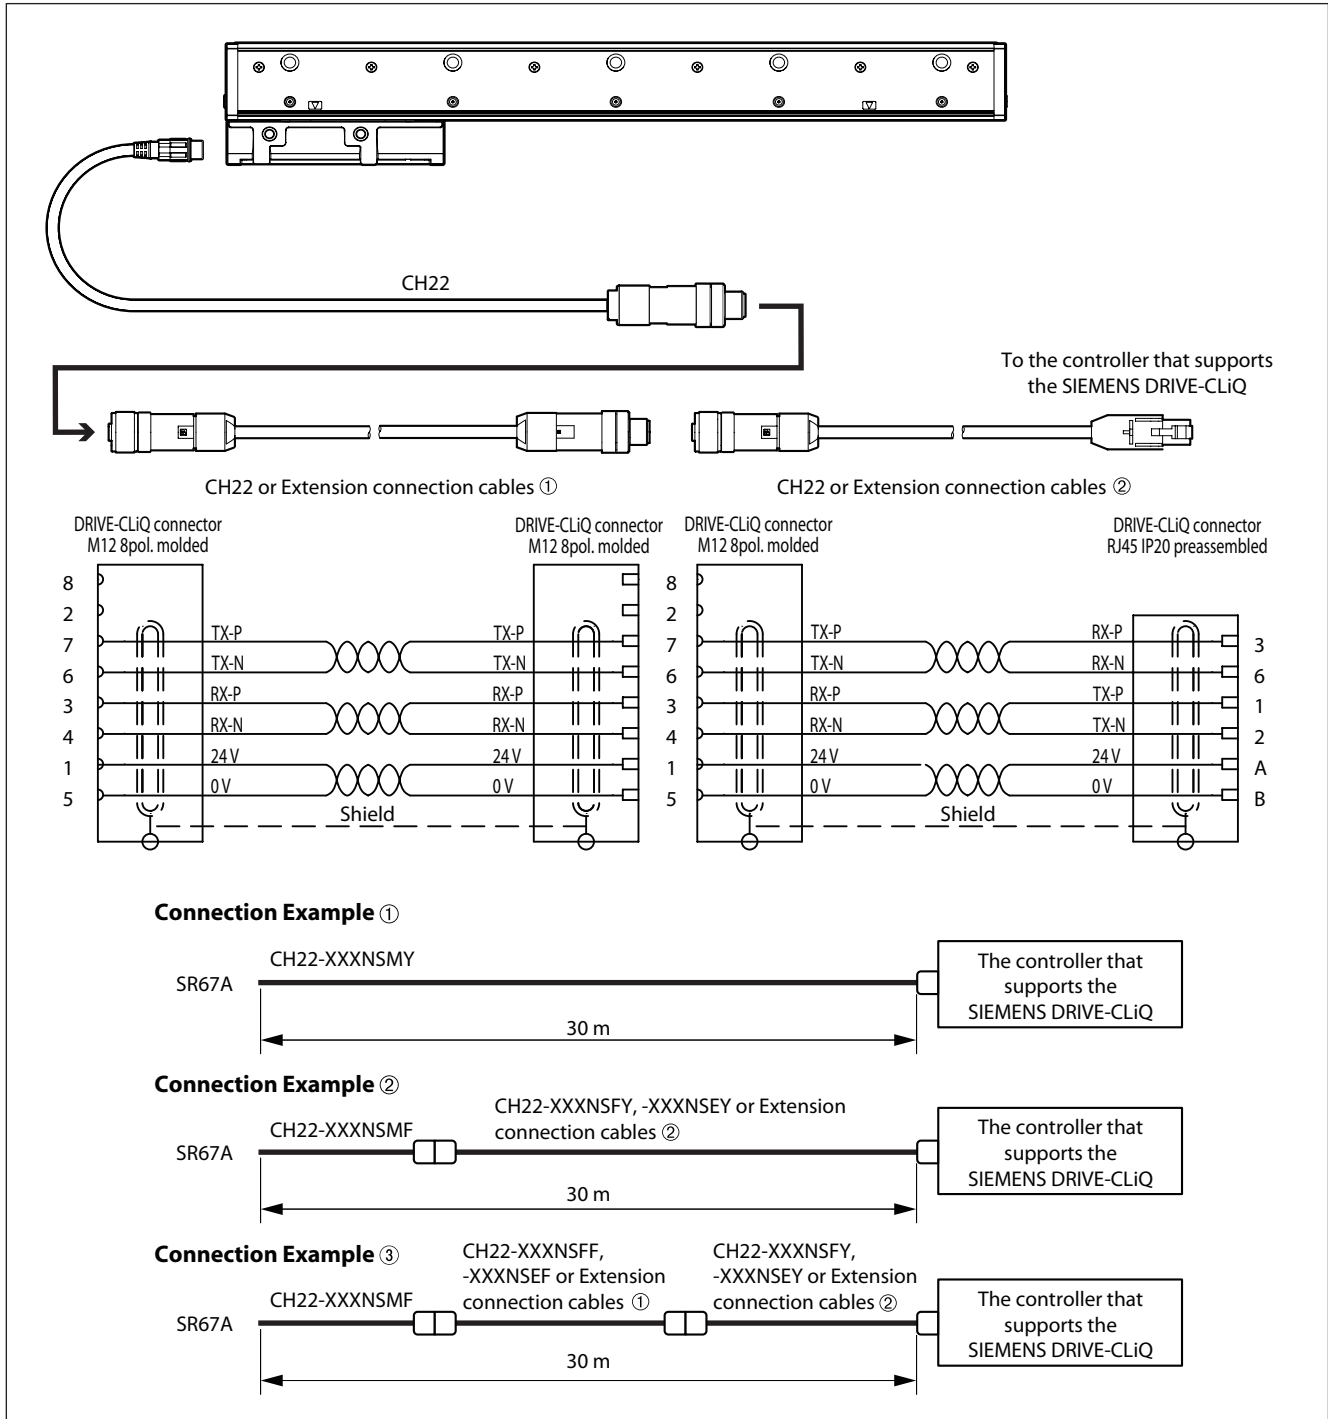 CH22
To the controller that supports
the SIEMENS DRIVE-CLiQ
CH22 or Extension connection cables ①
CH22 or Extension connection cables ②
DRIVE-CLiQ connector
M12 8pol. molded
DRIVE-CLiQ connector
M12 8pol. molded
DRIVE-CLiQ connector
M12 8pol. molded
DRIVE-CLiQ connector
RJ45 IP20 preassembled
8
8
2
2
7 TX-P TX-P
7 TX-P RX-P 3
6 TX-N TX-N
6 TX-N RX-N 6
3 RX-P RX-P
3 RX-P TX-P 1
4 RX-N RX-N
4 RX-N TX-N 2
1 24 V 24 V
1 24 V 24 V A
5 0 V 0 V
5 0 V 0 V B
Shield
Shield
Connection Example ①
CH22-XXXNSMY
SR67A
30 m
The controller that
supports the
SIEMENS DRIVE-CLiQ
Connection Example ②
CH22-XXXNSMF
CH22-XXXNSFY, -XXXNSEY or Extension
connection cables ②
SR67A
30 m
The controller that
supports the
SIEMENS DRIVE-CLiQ
Connection Example ③
CH22-XXXNSMF
CH22-XXXNSFF,
-XXXNSEF or Extension
connection cables ①
CH22-XXXNSFY,
-XXXNSEY or Extension
connection cables ②
SR67A
30 m
The controller that
supports the
SIEMENS DRIVE-CLiQ